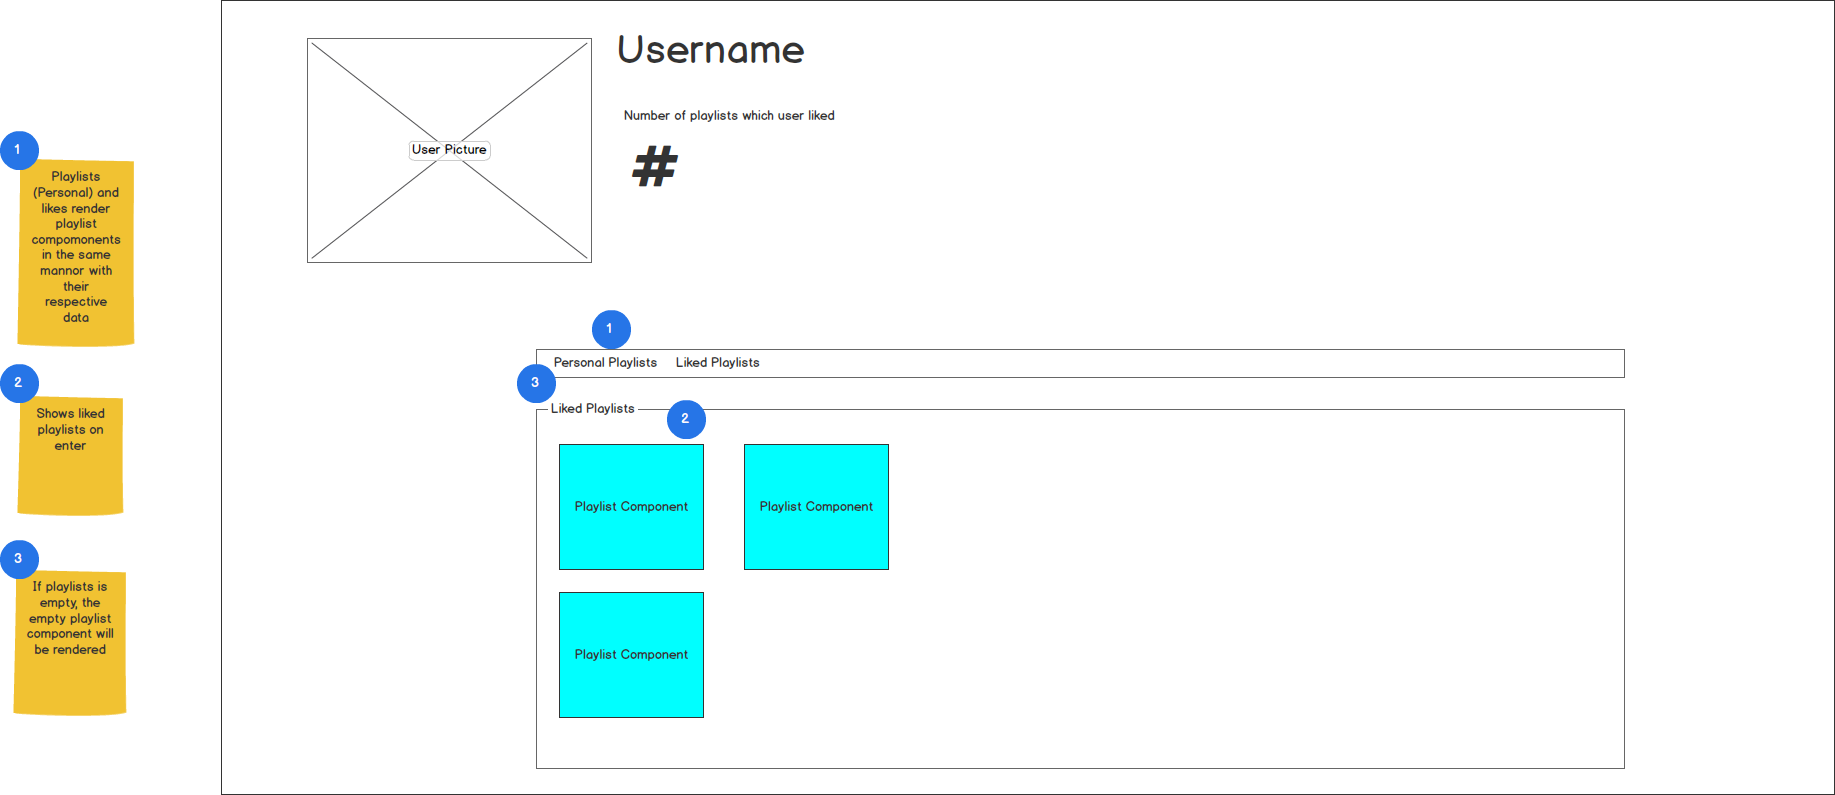 1
Playlists
(Personal) and
likes render
playlist
compomonents
in the same
mannor with
their
respective
data
2
Shows liked
playlists on
enter
3
If playlists is
empty, the
empty playlist
component will
be rendered
User Picture
Username
Number of playlists which user liked
#
1
Personal Playlists Liked Playlists
3
Liked Playlists
2
Playlist Component
Playlist Component
Playlist Component